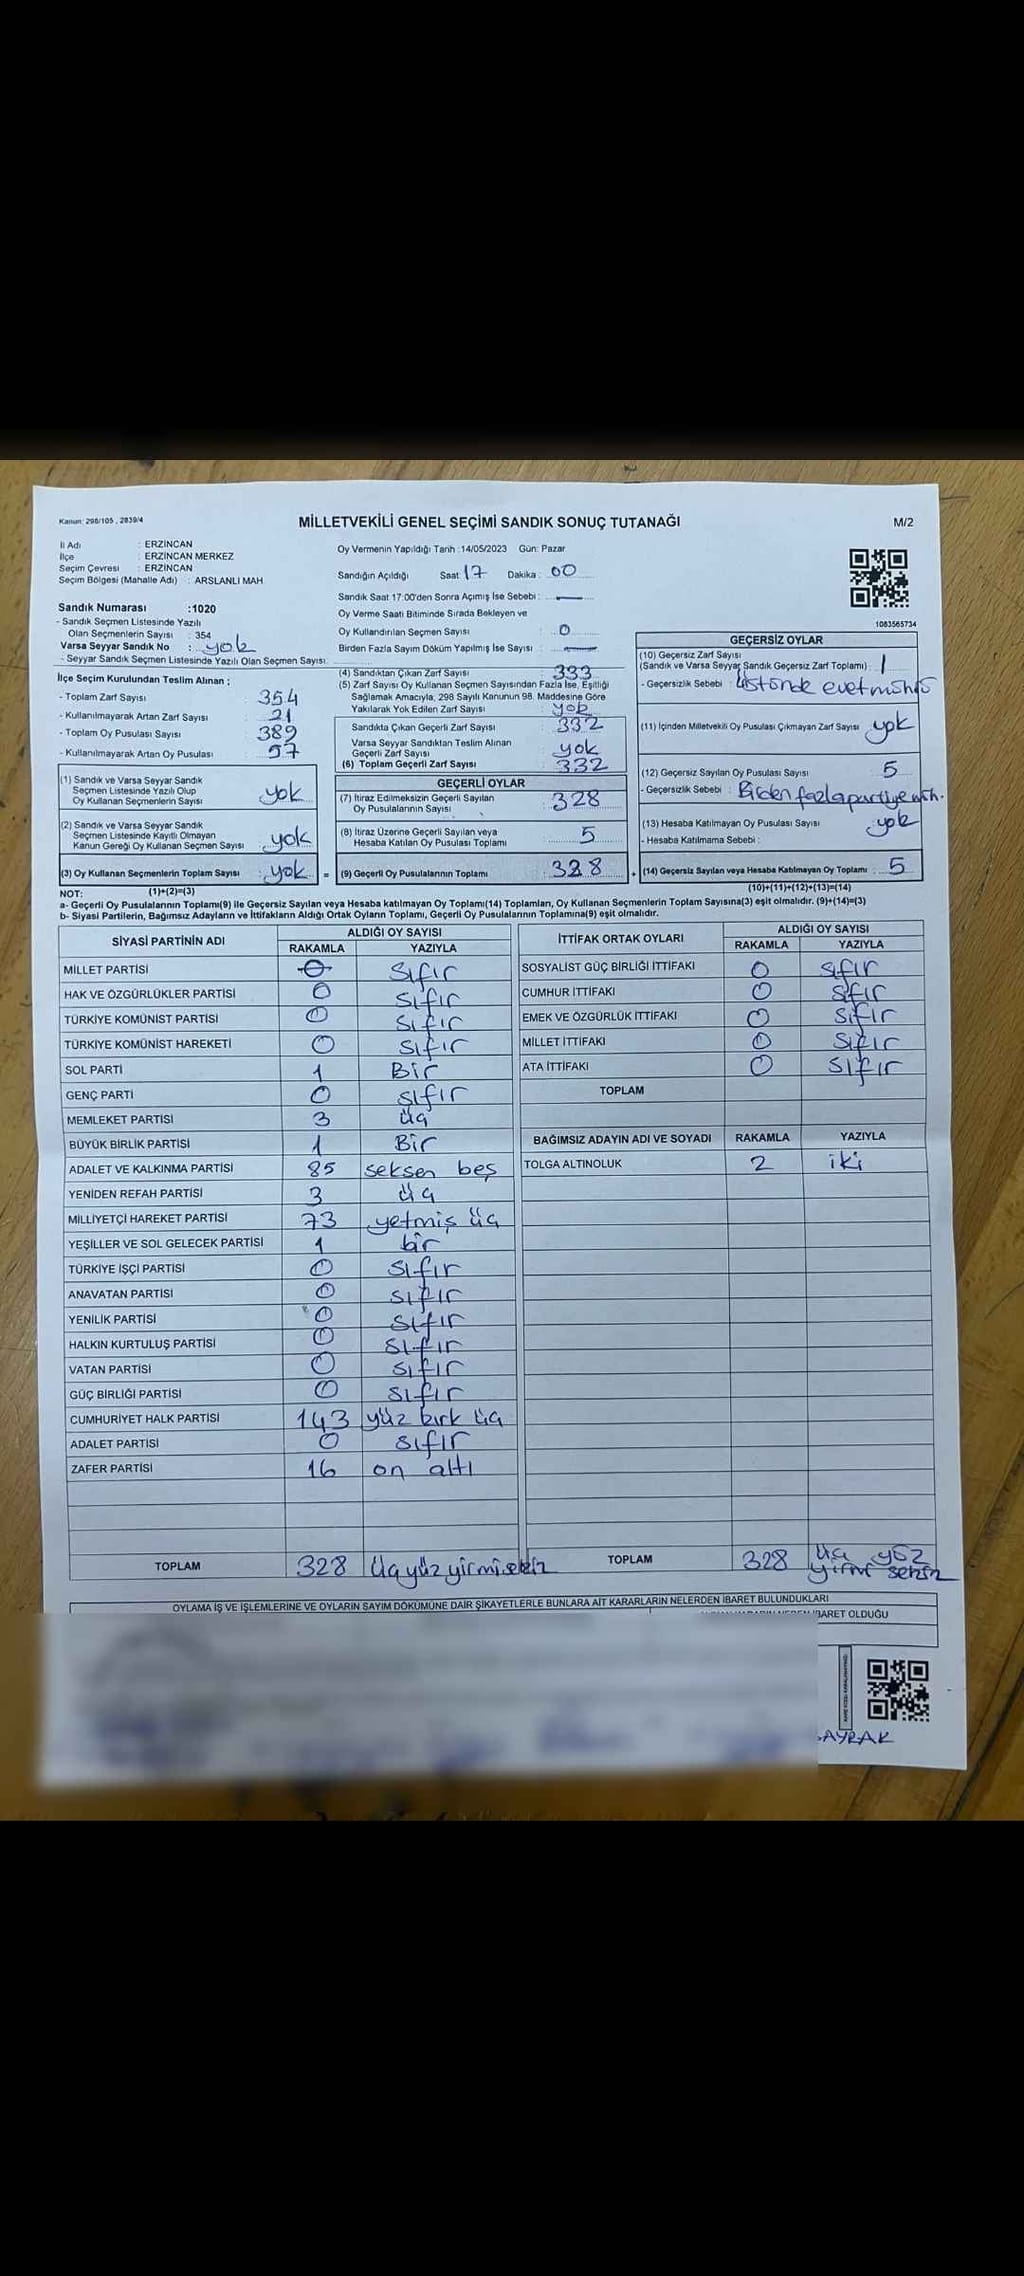 Kanun: 298/105 , 2839/4
MİLLETVEKİLİ GENEL SEÇİMİ SANDIK SONUÇ TUTANAĞI
M/2
İl Adı : ERZİNCAN
İlçe : ERZİNCAN MERKEZ
Seçim Çevresi : ERZİNCAN
Seçim Bölgesi (Mahalle Adı) : ARSLANLI MAH
Sandık Numarası :1020
- Sandık Seçmen Listesinde Yazılı
Olan Seçmenlerin Sayısı : 354
Varsa Seyyar Sandık No : yok
- Seyyar Sandık Seçmen Listesinde Yazılı Olan Seçmen Sayısı:
Oy Vermenin Yapıldığı Tarih :14/05/2023 Gün: Pazar
Sandığın Açıldığı Saat: 17 Dakika : 00
Sandık Saat 17:00'den Sonra Açımış İse Sebebi : —
Oy Verme Saati Bitiminde Sırada Bekleyen ve
Oy Kullandırılan Seçmen Sayısı : 0
Birden Fazla Sayım Döküm Yapılmış İse Sayısı : —
1083565734
İlçe Seçim Kurulundan Teslim Alınan :
- Toplam Zarf Sayısı : 354
- Kullanılmayarak Artan Zarf Sayısı : 21
- Toplam Oy Pusulası Sayısı : 389
- Kullanılmayarak Artan Oy Pusulası : 57
(1) Sandık ve Varsa Seyyar Sandık
Seçmen Listesinde Yazılı Olup
Oy Kullanan Seçmenlerin Sayısı : yok
(2) Sandık ve Varsa Seyyar Sandık
Seçmen Listesinde Kayıtlı Olmayan
Kanun Gereği Oy Kullanan Seçmen Sayısı : yok
(3) Oy Kullanan Seçmenlerin Toplam Sayısı : yok =
(4) Sandıktan Çıkan Zarf Sayısı : 333
(5) Zarf Sayısı Oy Kullanan Seçmen Sayısından Fazla İse, Eşitliği
Sağlamak Amacıyla, 298 Sayılı Kanunun 98. Maddesine Göre
Yakılarak Yok Edilen Zarf Sayısı : yok
Sandıkta Çıkan Geçerli Zarf Sayısı : 332
Varsa Seyyar Sandıktan Teslim Alınan
Geçerli Zarf Sayısı : yok
(6) Toplam Geçerli Zarf Sayısı : 332
GEÇERLİ OYLAR
(7) İtiraz Edilmeksizin Geçerli Sayılan
Oy Pusulalarının Sayısı : 328
(8) İtiraz Üzerine Geçerli Sayılan veya
Hesaba Katılan Oy Pusulası Toplamı : 5
(9) Geçerli Oy Pusulalarının Toplamı : 328 +
GEÇERSİZ OYLAR
(10) Geçersiz Zarf Sayısı
(Sandık ve Varsa Seyyar Sandık Geçersiz Zarf Toplamı) : 1
- Geçersizlik Sebebi : Üstünde evet mührü
(11) İçinden Milletvekili Oy Pusulası Çıkmayan Zarf Sayısı : yok
(12) Geçersiz Sayılan Oy Pusulası Sayısı : 5
- Geçersizlik Sebebi : Birden fazla partiye müh.
(13) Hesaba Katılmayan Oy Pusulası Sayısı : yok
- Hesaba Katılmama Sebebi :
(14) Geçersiz Sayılan veya Hesaba Katılmayan Oy Toplamı : 5
NOT: (1)+(2)=(3) (10)+(11)+(12)+(13)=(14)
a- Geçerli Oy Pusulalarının Toplamı(9) ile Geçersiz Sayılan veya Hesaba katılmayan Oy Toplamı(14) Toplamları, Oy Kullanan Seçmenlerin Toplam Sayısına(3) eşit olmalıdır. (9)+(14)=(3)
b- Siyasi Partilerin, Bağımsız Adayların ve İttifakların Aldığı Ortak Oyların Toplamı, Geçerli Oy Pusulalarının Toplamına(9) eşit olmalıdır.
SİYASİ PARTİNİN ADI ALDIĞI OY SAYISI
RAKAMLA YAZIYLA
MİLLET PARTİSİ 0 Sıfır
HAK VE ÖZGÜRLÜKLER PARTİSİ 0 sıfır
TÜRKİYE KOMÜNİST PARTİSİ 0 sıfır
TÜRKİYE KOMÜNİST HAREKETİ 0 sıfır
SOL PARTİ 1 Bir
GENÇ PARTİ 0 sıfır
MEMLEKET PARTİSİ 3 üç
BÜYÜK BİRLİK PARTİSİ 1 Bir
ADALET VE KALKINMA PARTİSİ 85 seksen beş
YENİDEN REFAH PARTİSİ 3 üç
MİLLİYETÇİ HAREKET PARTİSİ 73 yetmiş üç
YEŞİLLER VE SOL GELECEK PARTİSİ 1 bir
TÜRKİYE İŞÇİ PARTİSİ 0 sıfır
ANAVATAN PARTİSİ 0 sıfır
YENİLİK PARTİSİ 0 sıfır
HALKIN KURTULUŞ PARTİSİ 0 sıfır
VATAN PARTİSİ 0 sıfır
GÜÇ BİRLİĞİ PARTİSİ 0 sıfır
CUMHURİYET HALK PARTİSİ 143 yüz kırk üç
ADALET PARTİSİ 0 sıfır
ZAFER PARTİSİ 16 on altı
TOPLAM 328 üçyüzyirmisekiz
İTTİFAK ORTAK OYLARI ALDIĞI OY SAYISI
RAKAMLA YAZIYLA
SOSYALİST GÜÇ BİRLİĞİ İTTİFAKI 0 sıfır
CUMHUR İTTİFAKI 0 sıfır
EMEK VE ÖZGÜRLÜK İTTİFAKI 0 sıfır
MİLLET İTTİFAKI 0 sıfır
ATA İTTİFAKI 0 sıfır
TOPLAM
BAĞIMSIZ ADAYIN ADI VE SOYADI RAKAMLA YAZIYLA
TOLGA ALTINOLUK 2 iki
TOPLAM 328 üç yüz
yirmi sekiz
OYLAMA İŞ VE İŞLEMLERİNE VE OYLARIN SAYIM DÖKÜMÜNE DAİR ŞİKAYETLERLE BUNLARA AİT KARARLARIN NELERDEN İBARET BULUNDUKLARI
İBARET OLDUĞU
AYRAK